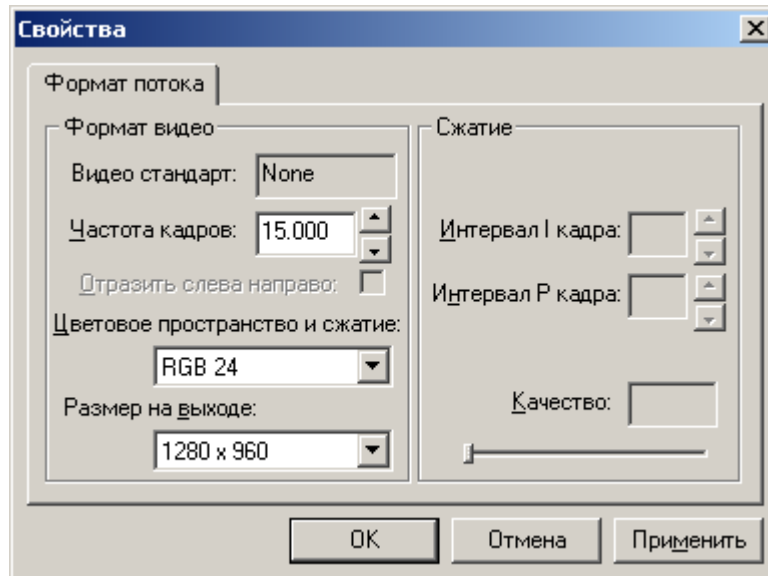 Свойства
Формат потока
Формат видео
Видео стандарт: None
Частота кадров: 15.000
Отразить слева направо:
Цветовое пространство и сжатие:
RGB 24
Размер на выходе:
1280 x 960
Сжатие
Интервал I кадра:
Интервал P кадра:
Качество:
OK
Отмена
Применить